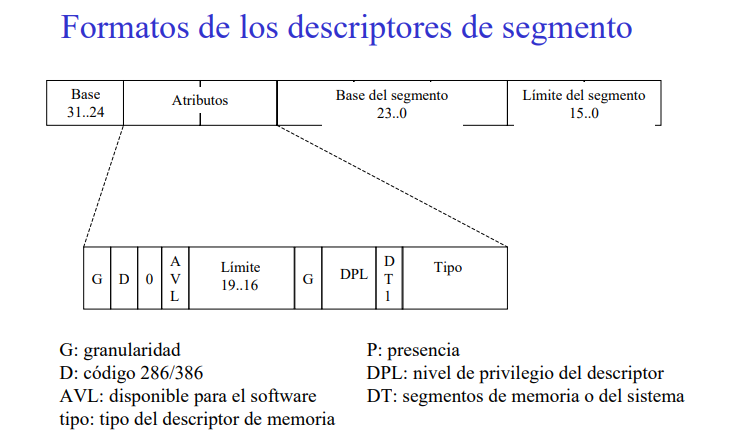 Formatos de los descriptores de segmento
Base
31..24
Atributos
Base del segmento
23..0
Límite del segmento
15..0
G
D
0
A
V
L
Límite
19..16
G
DPL
D
T
1
Tipo
G: granularidad
D: código 286/386
AVL: disponible para el software
tipo: tipo del descriptor de memoria
P: presencia
DPL: nivel de privilegio del descriptor
DT: segmentos de memoria o del sistema